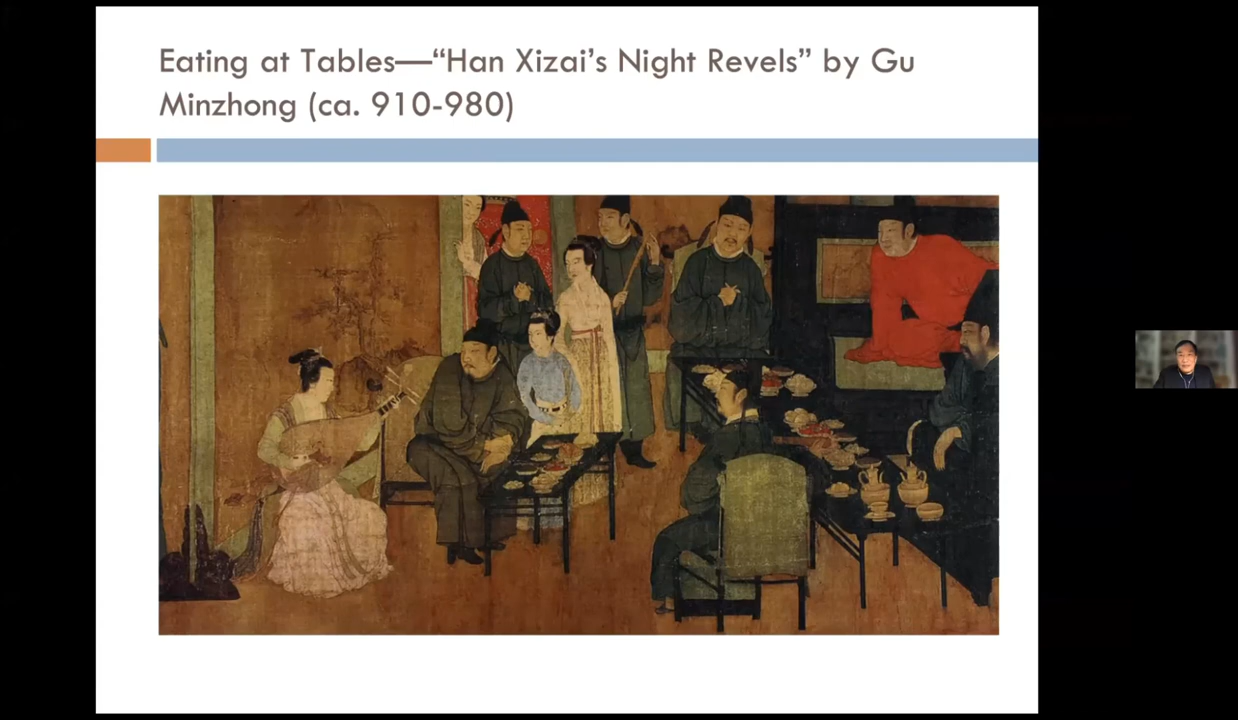 Eating at Tables—“Han Xizai’s Night Revels” by Gu
Minzhong (ca. 910-980)